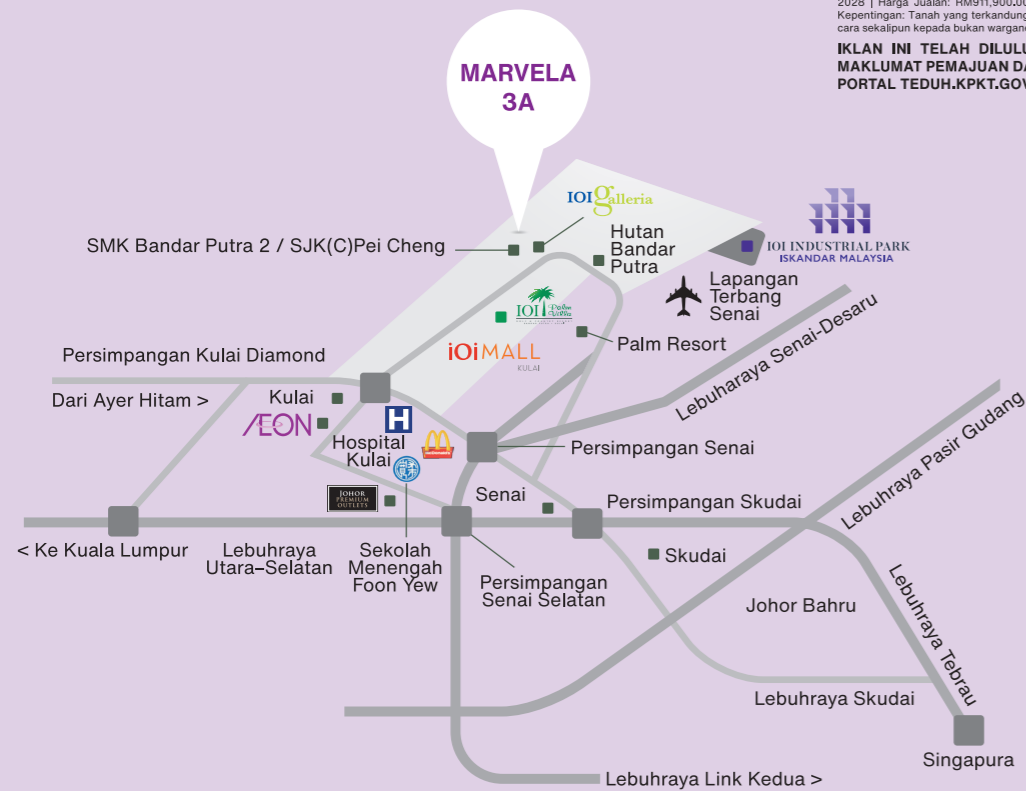 2028 | Harga Jualan: RM911,900.00
Kepentingan: Tanah yang terkandung
cara sekalipun kepada bukan wargane
IKLAN INI TELAH DILULU
MAKLUMAT PEMAJUAN DA
PORTAL TEDUH.KPKT.GOV
MARVELA
3A
IOI galleria
SMK Bandar Putra 2 / SJK(C)Pei Cheng
Hutan
Bandar
Putra
IOI INDUSTRIAL PARK
ISKANDAR MALAYSIA
Lapangan
Terbang
Senai
IOI Palm Villa
Palm Resort
iOi MALL
KULAI
Lebuharaya Senai-Desaru
Persimpangan Kulai Diamond
Dari Ayer Hitam >
Kulai
ÆON
H
Hospital
Kulai
Persimpangan Senai
Lebuhraya Pasir Gudang
JOHOR
PREMIUM
OUTLETS
Senai
Persimpangan Skudai
< Ke Kuala Lumpur
Lebuhraya
Utara–Selatan
Sekolah
Menengah
Foon Yew
Persimpangan
Senai Selatan
Skudai
Johor Bahru
Lebuhraya Tebrau
Lebuhraya Skudai
Singapura
Lebuhraya Link Kedua >